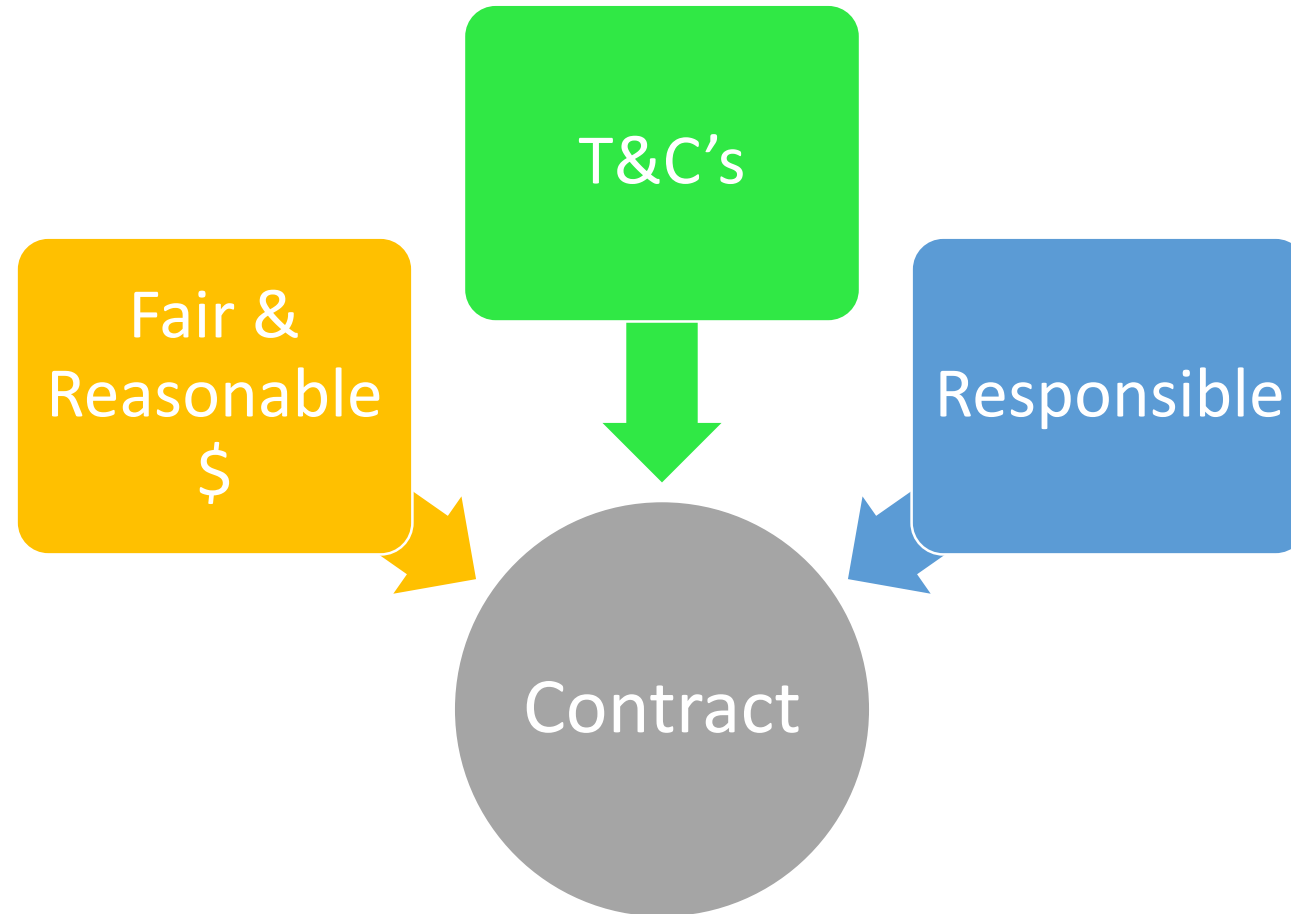 T&C’s
Fair &
Reasonable
$
Responsible
Contract